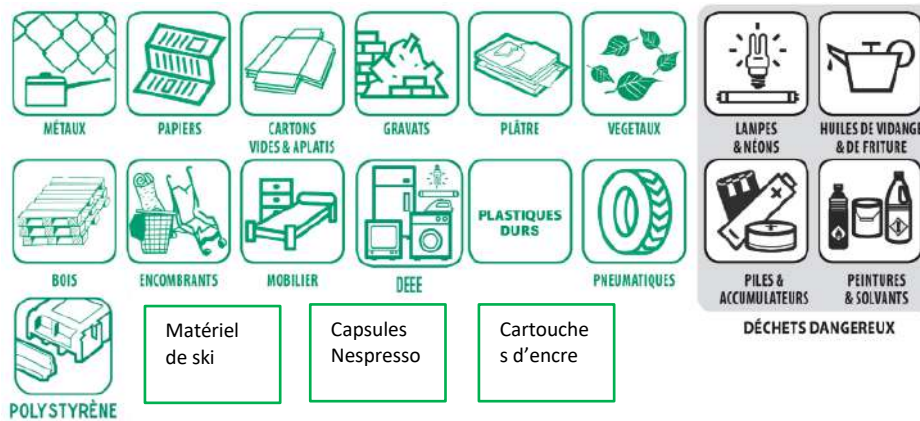 MÉTAUX
PAPIERS
CARTONS
VIDES & APLATIS
GRAVATS
PLÂTRE
VEGETAUX
LAMPES
& NÉONS
HUILES DE VIDANGE
& DE FRITURE
BOIS
ENCOMBRANTS
MOBILIER
DEEE
PLASTIQUES
DURS
PNEUMATIQUES
PILES &
ACCUMULATEURS
PEINTURES
& SOLVANTS
DÉCHETS DANGEREUX
POLYSTYRÈNE
Matériel
de ski
Capsules
Nespresso
Cartouche
s d’encre